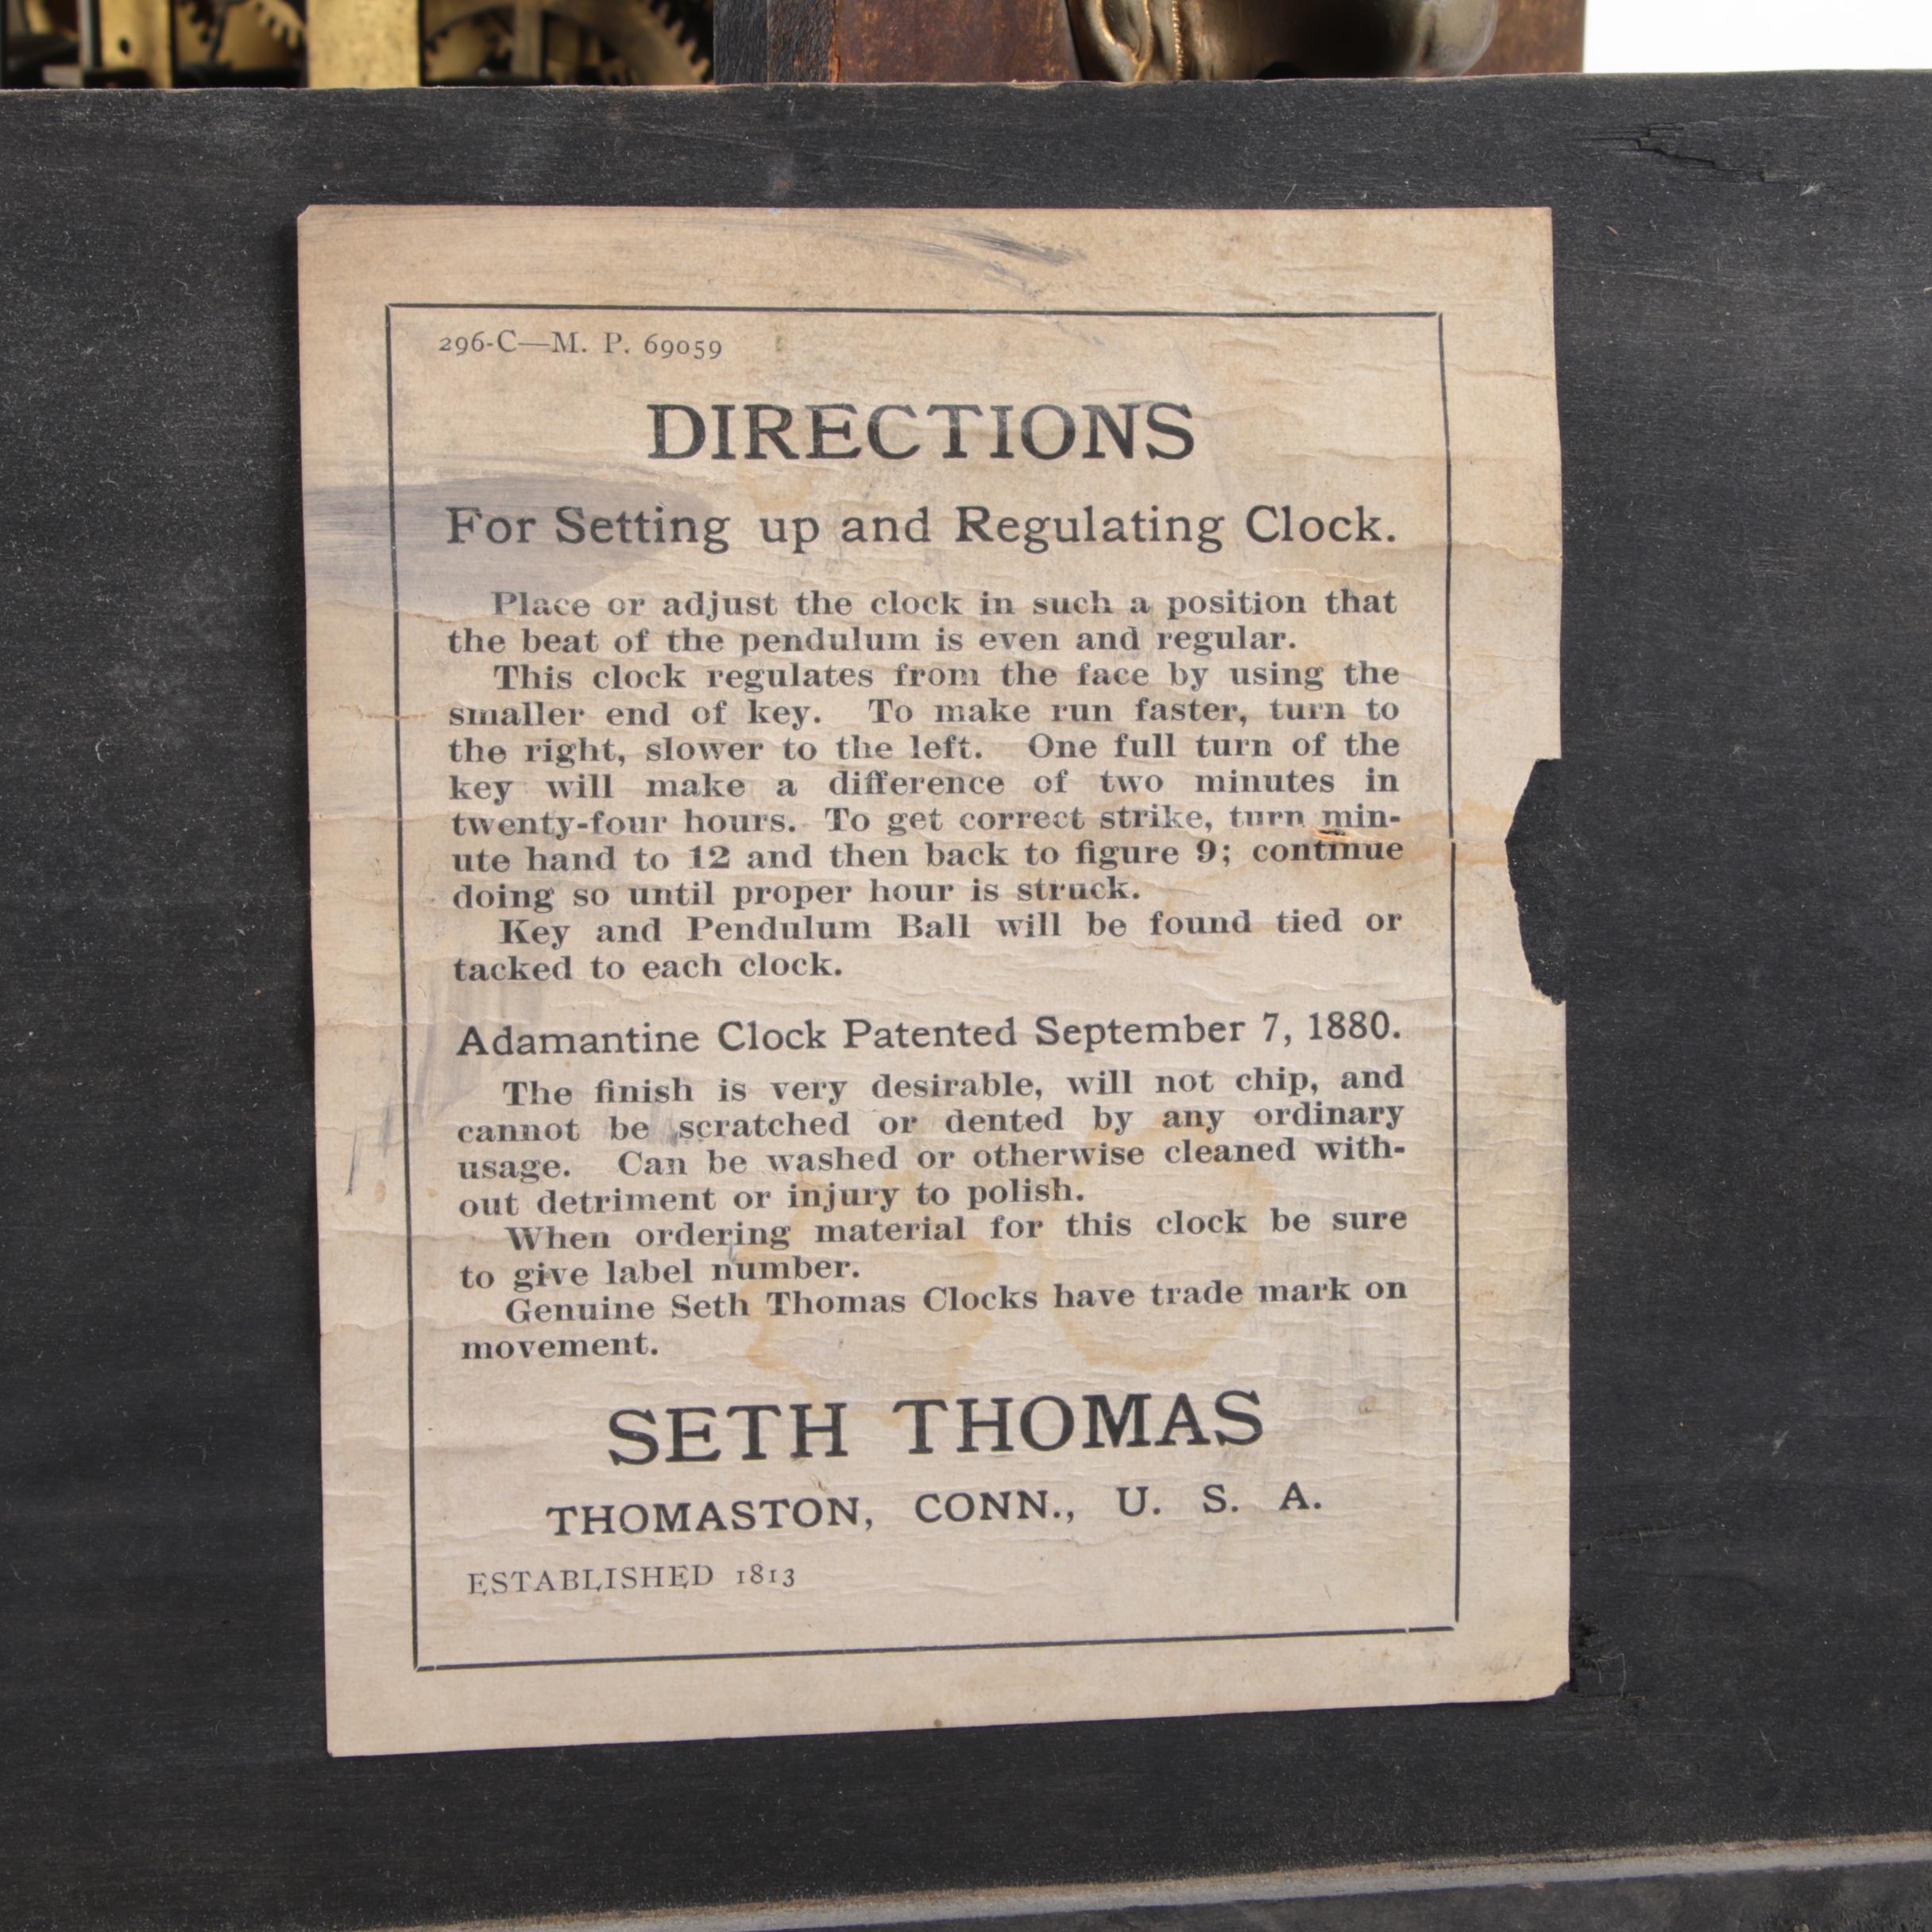 296-C—M. P. 69059
DIRECTIONS
For Setting up and Regulating Clock.
Place or adjust the clock in such a position that
the beat of the pendulum is even and regular.
This clock regulates from the face by using the
smaller end of key. To make run faster, turn to
the right, slower to the left. One full turn of the
key will make a difference of two minutes in
twenty-four hours. To get correct strike, turn min-
ute hand to 12 and then back to figure 9; continue
doing so until proper hour is struck.
Key and Pendulum Ball will be found tied or
tacked to each clock.
Adamantine Clock Patented September 7, 1880.
The finish is very desirable, will not chip, and
cannot be scratched or dented by any ordinary
usage. Can be washed or otherwise cleaned with-
out detriment or injury to polish.
When ordering material for this clock be sure
to give label number.
Genuine Seth Thomas Clocks have trade mark on
movement.
SETH THOMAS
THOMASTON, CONN., U. S. A.
ESTABLISHED 1813